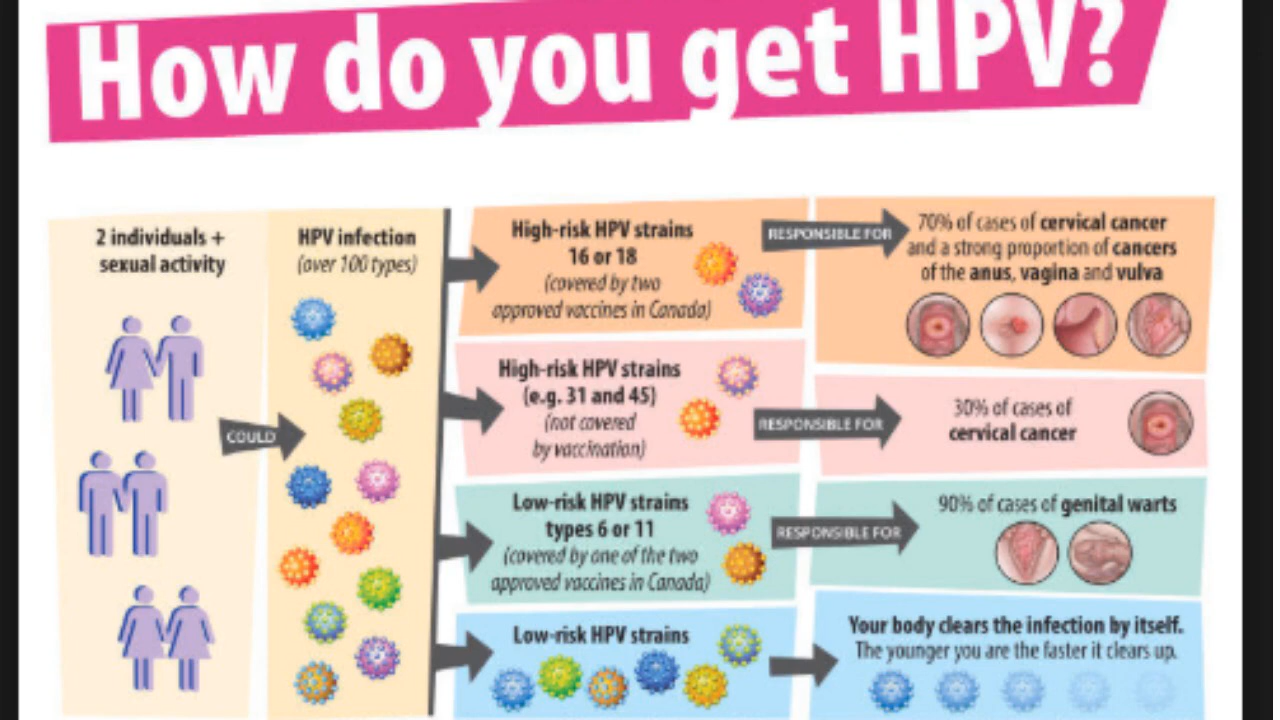 How do you get HPV?
2 individuals +
sexual activity
COULD
HPV infection
(over 100 types)
High-risk HPV strains
16 or 18
(covered by two
approved vaccines in Canada)
RESPONSIBLE FOR
70% of cases of cervical cancer
and a strong proportion of cancers
of the anus, vagina and vulva
High-risk HPV strains
(e.g. 31 and 45)
(not covered
by vaccination)
RESPONSIBLE FOR
30% of cases of
cervical cancer
Low-risk HPV strains
types 6 or 11
(covered by one of the two
approved vaccines in Canada)
RESPONSIBLE FOR
90% of cases of genital warts
Low-risk HPV strains
Your body clears the infection by itself.
The younger you are the faster it clears up.